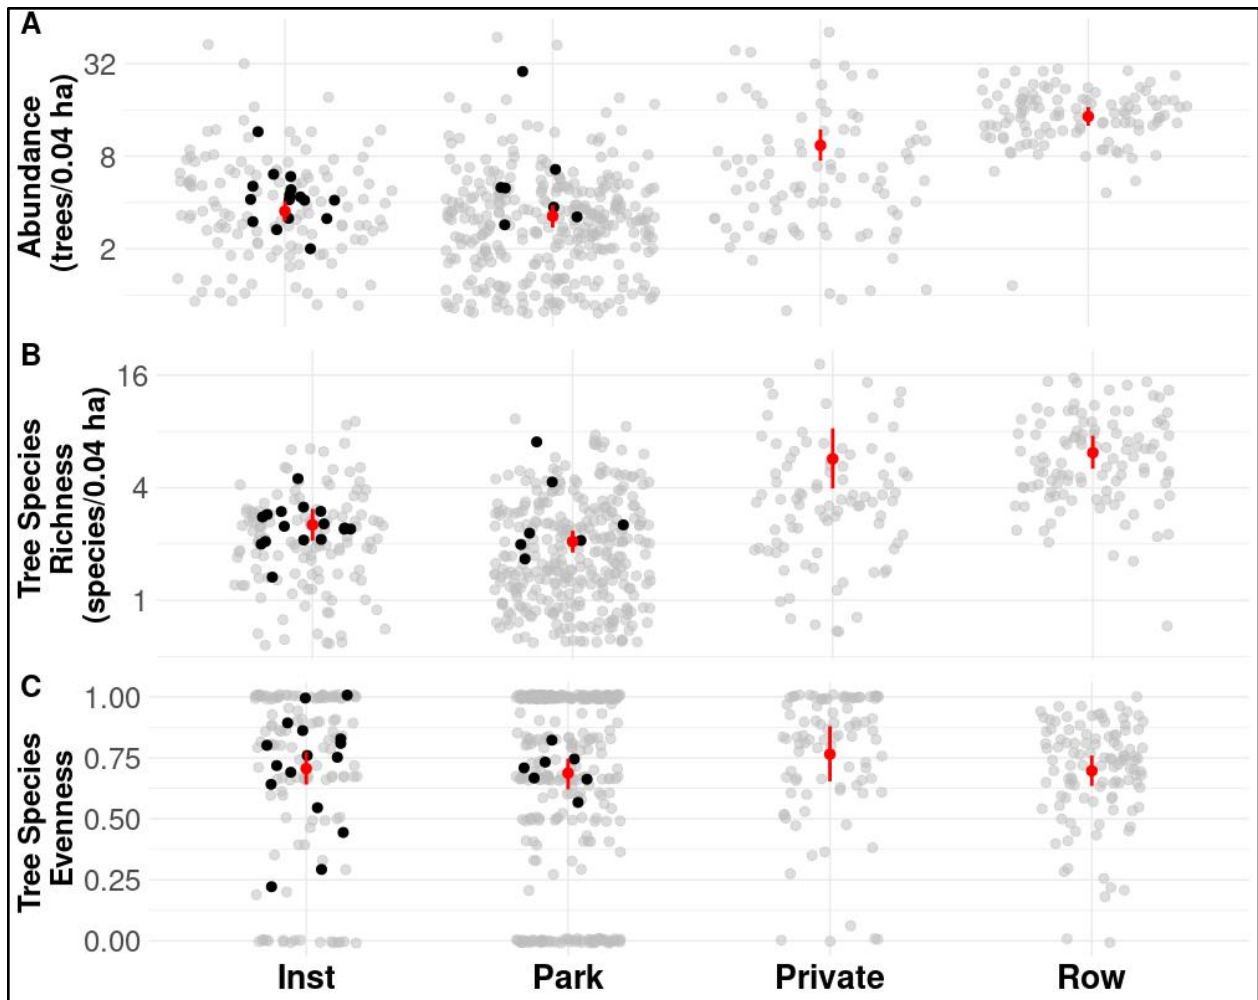 A
Abundance
(trees/0.04 ha)
32
8
2
B
Tree Species
Richness
(species/0.04 ha)
16
4
1
C
Tree Species
Evenness
1.00
0.75
0.50
0.25
0.00
Inst Park Private Row